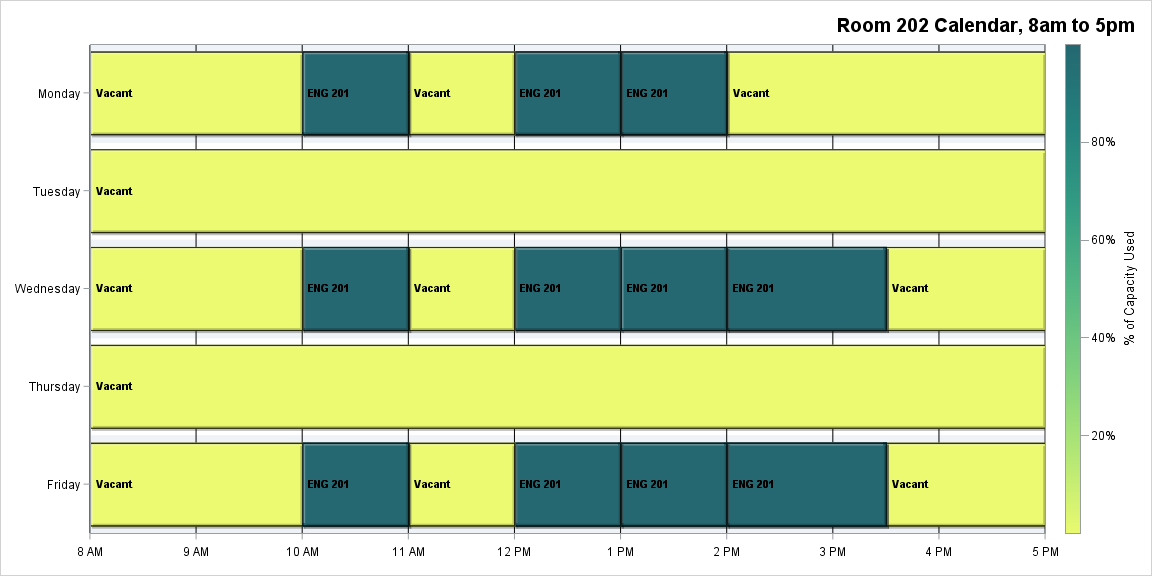 Room 202 Calendar, 8am to 5pm
Monday Vacant ENG 201 Vacant ENG 201 ENG 201 Vacant
80%
Tuesday Vacant
60%
% of Capacity Used
Wednesday Vacant ENG 201 Vacant ENG 201 ENG 201 ENG 201 Vacant
40%
Thursday Vacant
20%
Friday Vacant ENG 201 Vacant ENG 201 ENG 201 ENG 201 Vacant
8 AM 9 AM 10 AM 11 AM 12 PM 1 PM 2 PM 3 PM 4 PM 5 PM